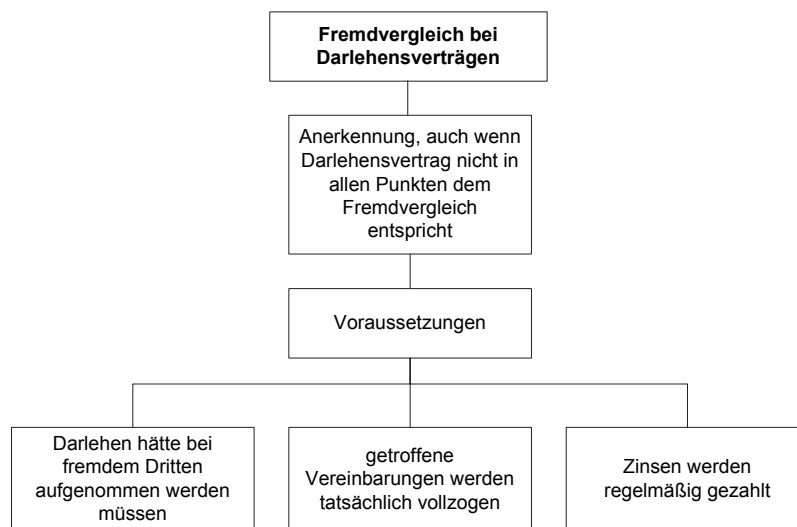 Fremdvergleich bei
Darlehensverträgen
Anerkennung, auch wenn
Darlehensvertrag nicht in
allen Punkten dem
Fremdvergleich
entspricht
Voraussetzungen
Darlehen hätte bei
fremdem Dritten
aufgenommen werden
müssen
getroffene
Vereinbarungen werden
tatsächlich vollzogen
Zinsen werden
regelmäßig gezahlt